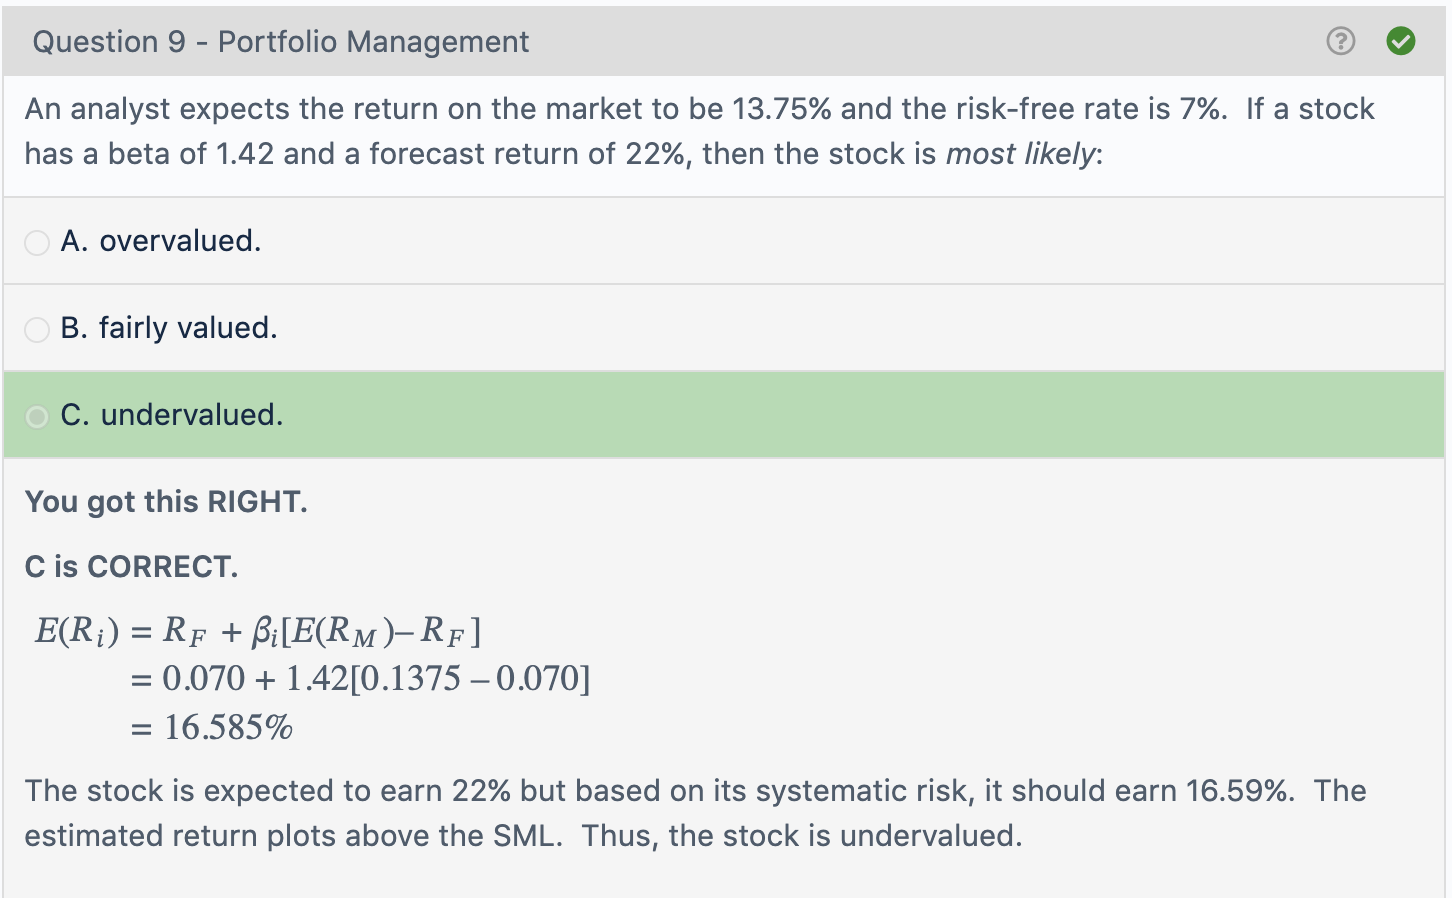 Question 9 - Portfolio Management
An analyst expects the return on the market to be 13.75% and the risk-free rate is 7%.  If a stock
has a beta of 1.42 and a forecast return of 22%, then the stock is most likely:
A. overvalued.
B. fairly valued.
C. undervalued.
You got this RIGHT.
C is CORRECT.
E(Rᵢ) = R_F + βᵢ[E(R_M)– R_F]
= 0.070 + 1.42[0.1375 – 0.070]
= 16.585%
The stock is expected to earn 22% but based on its systematic risk, it should earn 16.59%.  The
estimated return plots above the SML.  Thus, the stock is undervalued.